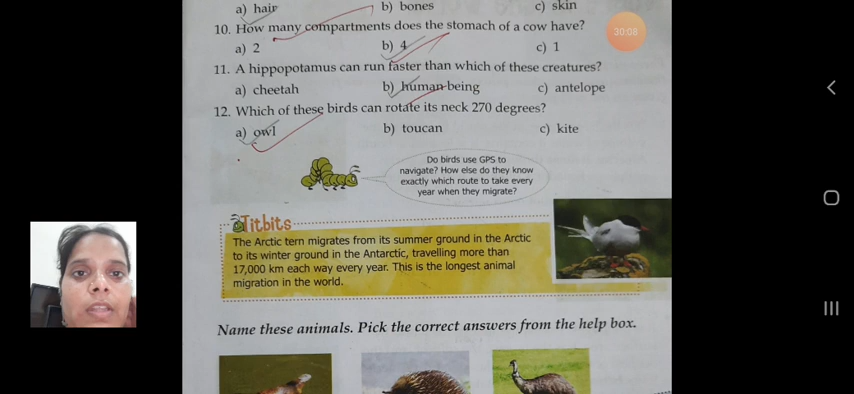 a) hair b) bones c) skin
10. How many compartments does the stomach of a cow have?
a) 2 b) 4 c) 1
11. A hippopotamus can run faster than which of these creatures?
a) cheetah b) human being c) antelope
12. Which of these birds can rotate its neck 270 degrees?
a) owl b) toucan c) kite
30:08
Do birds use GPS to
navigate? How else do they know
exactly which route to take every
year when they migrate?
Titbits
The Arctic tern migrates from its summer ground in the Arctic
to its winter ground in the Antarctic, travelling more than
17,000 km each way every year. This is the longest animal
migration in the world.
Name these animals. Pick the correct answers from the help box.